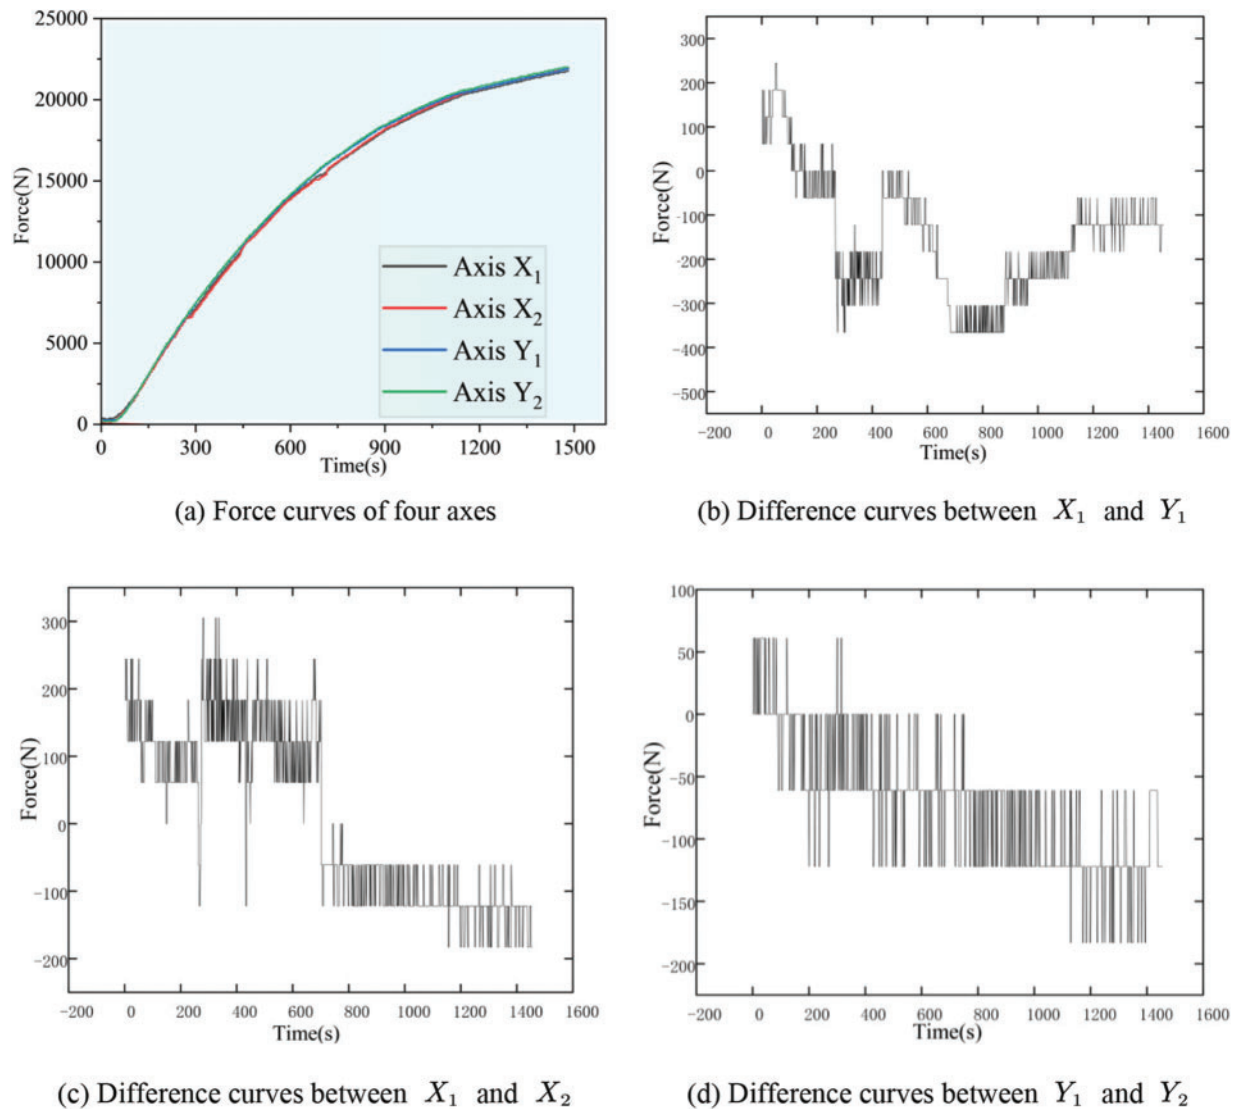 25000
20000
15000
10000
5000
0
Force(N)
0 300 600 900 1200 1500
Time(s)
Axis X₁
Axis X₂
Axis Y₁
Axis Y₂
(a) Force curves of four axes
300
200
100
0
-100
-200
-300
-400
-500
Force(N)
-200 0 200 400 600 800 1000 1200 1400 1600
Time(s)
(b) Difference curves between X₁ and Y₁
300
200
100
0
-100
-200
Force(N)
-200 0 200 400 600 800 1000 1200 1400 1600
Time(s)
(c) Difference curves between X₁ and X₂
100
50
0
-50
-100
-150
-200
Force(N)
-200 0 200 400 600 800 1000 1200 1400 1600
Time(s)
(d) Difference curves between Y₁ and Y₂